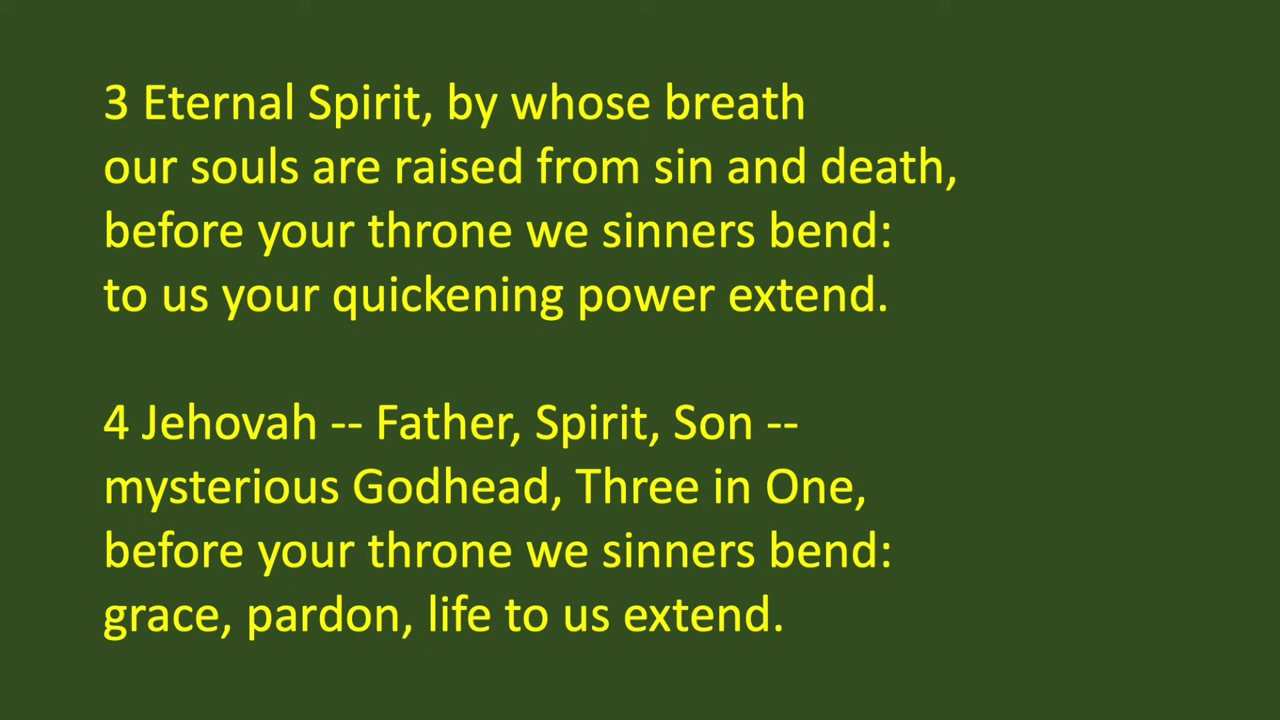 3 Eternal Spirit, by whose breath
our souls are raised from sin and death,
before your throne we sinners bend:
to us your quickening power extend.
4 Jehovah -- Father, Spirit, Son --
mysterious Godhead, Three in One,
before your throne we sinners bend:
grace, pardon, life to us extend.